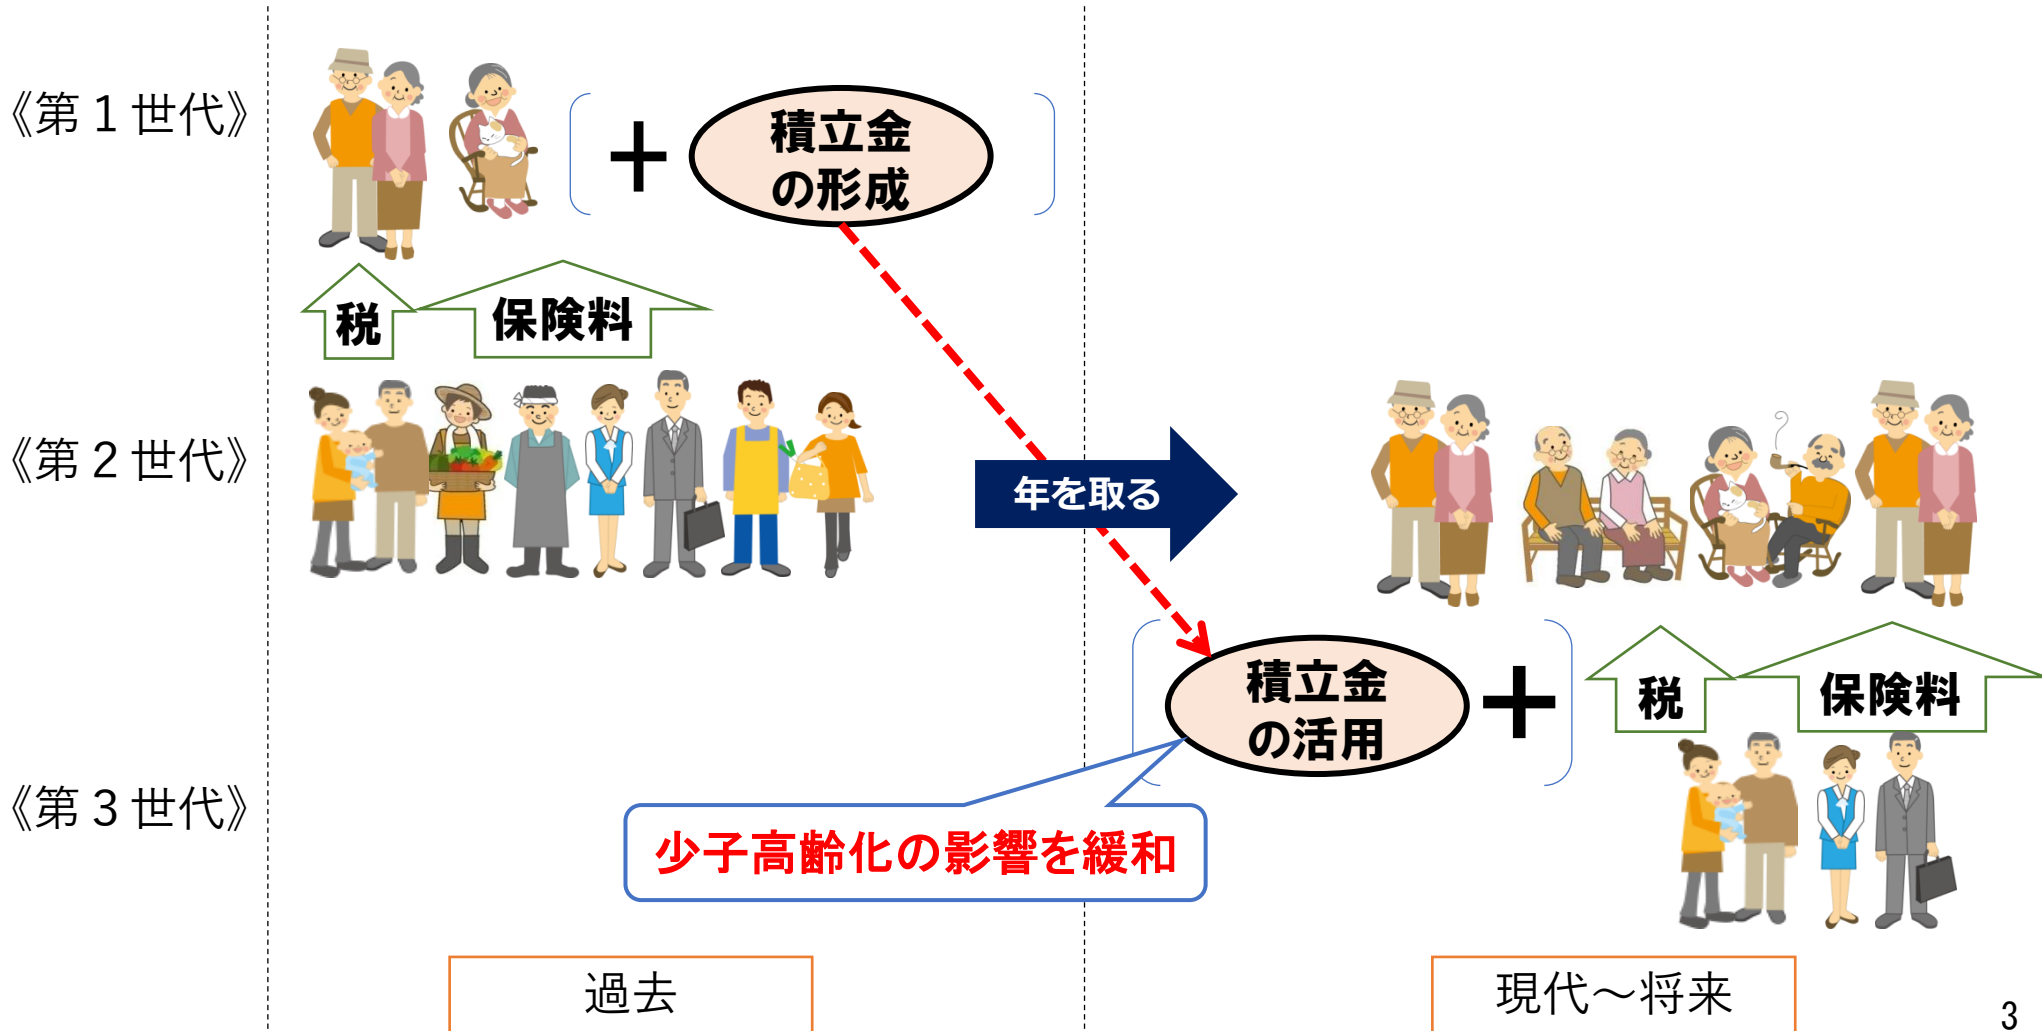 《第１世代》
＋
積立金
の形成
税
保険料
《第２世代》
年を取る
積立金
の活用
＋
税
保険料
《第３世代》
少子高齢化の影響を緩和
過去
現代～将来
3